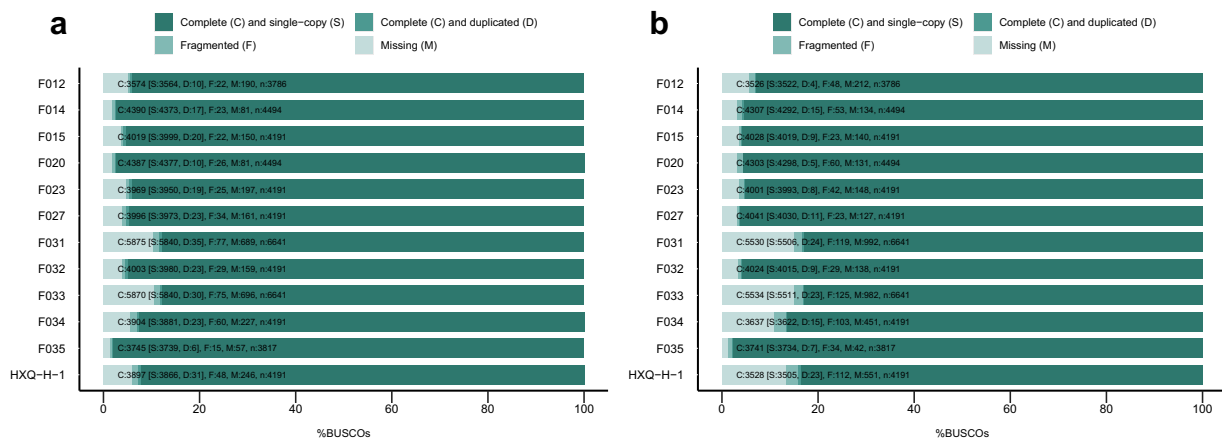 a
Complete (C) and single−copy (S)
Complete (C) and duplicated (D)
Fragmented (F)
Missing (M)
F012
C:3574 [S:3564, D:10], F:22, M:190, n:3786
F014
C:4390 [S:4373, D:17], F:23, M:81, n:4494
F015
C:4019 [S:3999, D:20], F:22, M:150, n:4191
F020
C:4387 [S:4377, D:10], F:26, M:81, n:4494
F023
C:3969 [S:3950, D:19], F:25, M:197, n:4191
F027
C:3996 [S:3973, D:23], F:34, M:161, n:4191
F031
C:5875 [S:5840, D:35], F:77, M:689, n:6641
F032
C:4003 [S:3980, D:23], F:29, M:159, n:4191
F033
C:5870 [S:5840, D:30], F:75, M:696, n:6641
F034
C:3904 [S:3881, D:23], F:60, M:227, n:4191
F035
C:3745 [S:3739, D:6], F:15, M:57, n:3817
HXQ−H−1
C:3897 [S:3866, D:31], F:48, M:246, n:4191
0 20 40 60 80 100
%BUSCOs
b
Complete (C) and single−copy (S)
Complete (C) and duplicated (D)
Fragmented (F)
Missing (M)
F012
C:3526 [S:3522, D:4], F:48, M:212, n:3786
F014
C:4307 [S:4292, D:15], F:53, M:134, n:4494
F015
C:4028 [S:4019, D:9], F:23, M:140, n:4191
F020
C:4303 [S:4298, D:5], F:60, M:131, n:4494
F023
C:4001 [S:3993, D:8], F:42, M:148, n:4191
F027
C:4041 [S:4030, D:11], F:23, M:127, n:4191
F031
C:5530 [S:5506, D:24], F:119, M:992, n:6641
F032
C:4024 [S:4015, D:9], F:29, M:138, n:4191
F033
C:5534 [S:5511, D:23], F:125, M:982, n:6641
F034
C:3637 [S:3622, D:15], F:103, M:451, n:4191
F035
C:3741 [S:3734, D:7], F:34, M:42, n:3817
HXQ−H−1
C:3528 [S:3505, D:23], F:112, M:551, n:4191
0 20 40 60 80 100
%BUSCOs